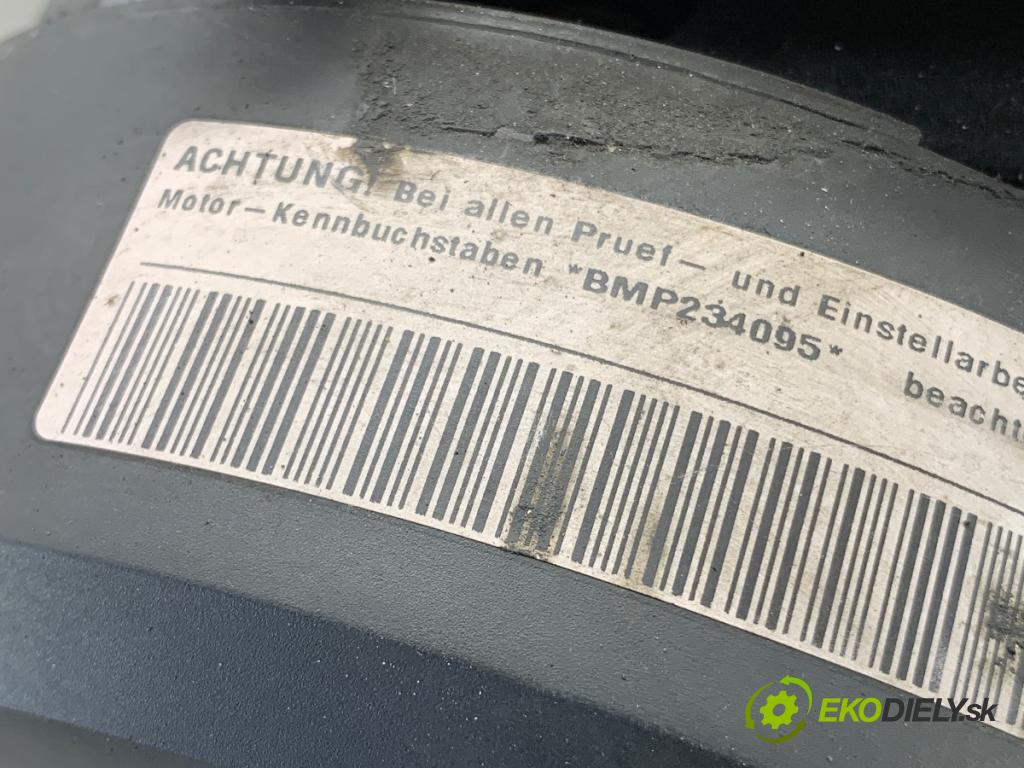 ACHTUNG! Bei allen Pruef- und Einstellarbe
Motor-Kennbuchstaben *BMP234095* beacht
EKODIELY.sk